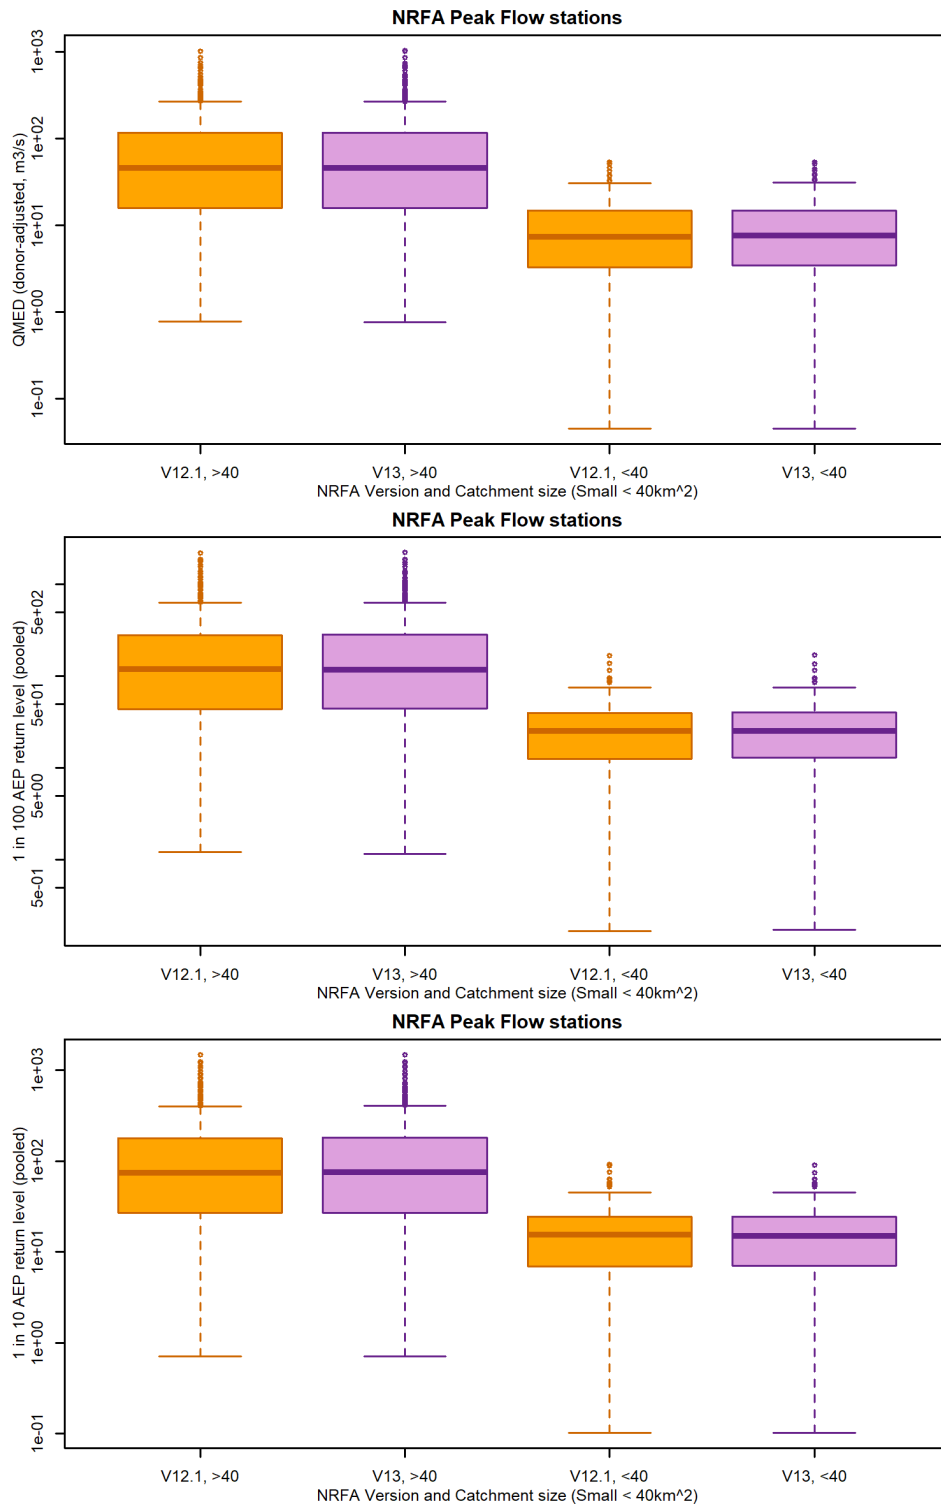 NRFA Peak Flow stations
QMED (donor-adjusted, m3/s)
1e+03
1e+02
1e+01
1e+00
1e-01
V12.1, >40
V13, >40
V12.1, <40
V13, <40
NRFA Version and Catchment size (Small < 40km^2)
NRFA Peak Flow stations
1 in 100 AEP return level (pooled)
5e+02
5e+01
5e+00
5e-01
V12.1, >40
V13, >40
V12.1, <40
V13, <40
NRFA Version and Catchment size (Small < 40km^2)
NRFA Peak Flow stations
1 in 10 AEP return level (pooled)
1e+03
1e+02
1e+01
1e+00
1e-01
V12.1, >40
V13, >40
V12.1, <40
V13, <40
NRFA Version and Catchment size (Small < 40km^2)